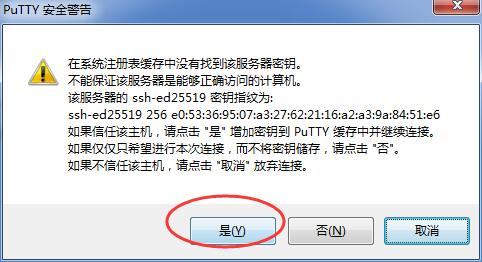 PuTTY 安全警告
在系统注册表缓存中没有找到该服务器密钥。
不能保证该服务器是能够正确访问的计算机。
该服务器的 ssh-ed25519 密钥指纹为:
ssh-ed25519 256 e0:53:36:95:07:a3:27:62:21:16:a2:a3:9a:84:51:e6
如果信任该主机，请点击 "是" 增加密钥到 PuTTY 缓存中并继续连接。
如果仅仅只希望进行本次连接，而不将密钥储存，请点击 "否"。
如果不信任该主机，请点击 "取消" 放弃连接。
是(Y) 否(N) 取消